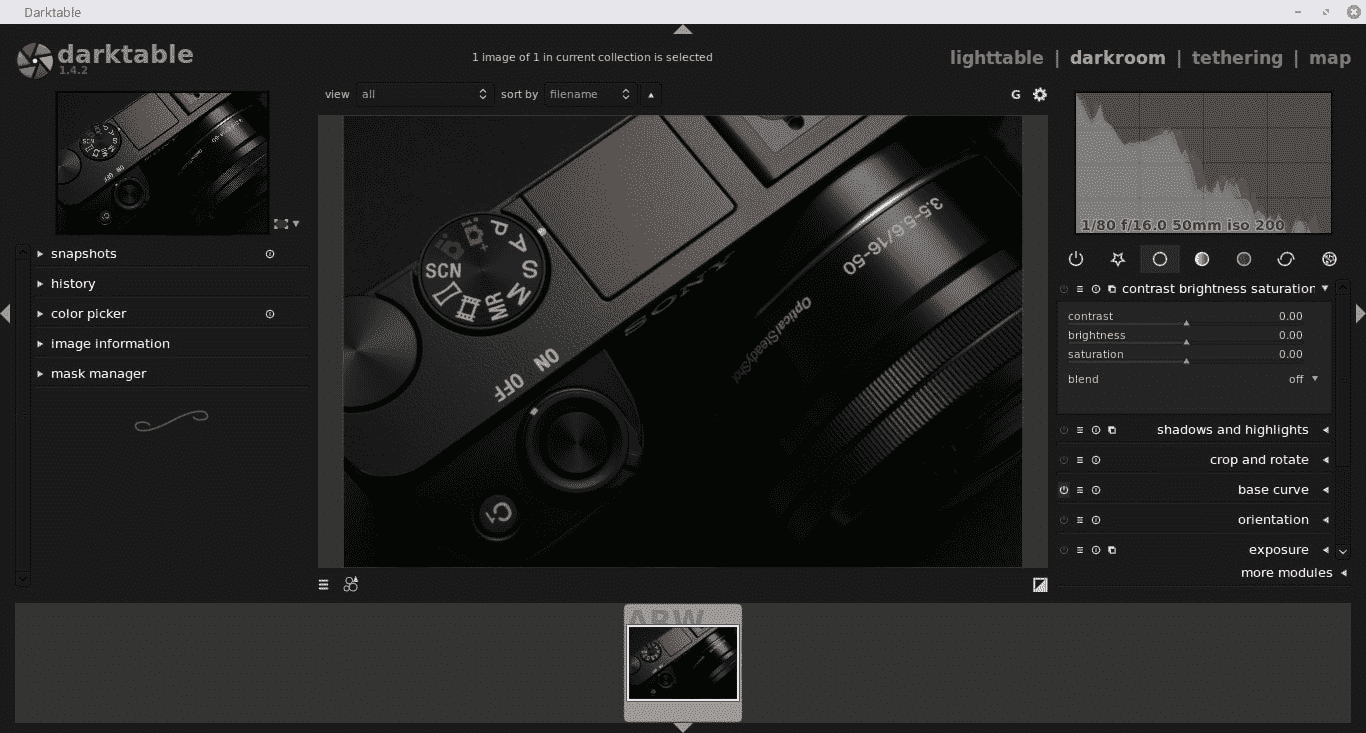 Darktable
darktable
1.4.2
1 image of 1 in current collection is selected
lighttable | darkroom | tethering | map
view all sort by filename
G
1/80 f/16.0 50mm iso 200
snapshots
history
color picker
image information
mask manager
P
A
S
M
MR
SCN
ON
OFF
C1
SONY
3.5-5.6/16-50
Optical SteadyShot
contrast brightness saturation
contrast 0.00
brightness 0.00
saturation 0.00
blend off
shadows and highlights
crop and rotate
base curve
orientation
exposure
more modules
ARW